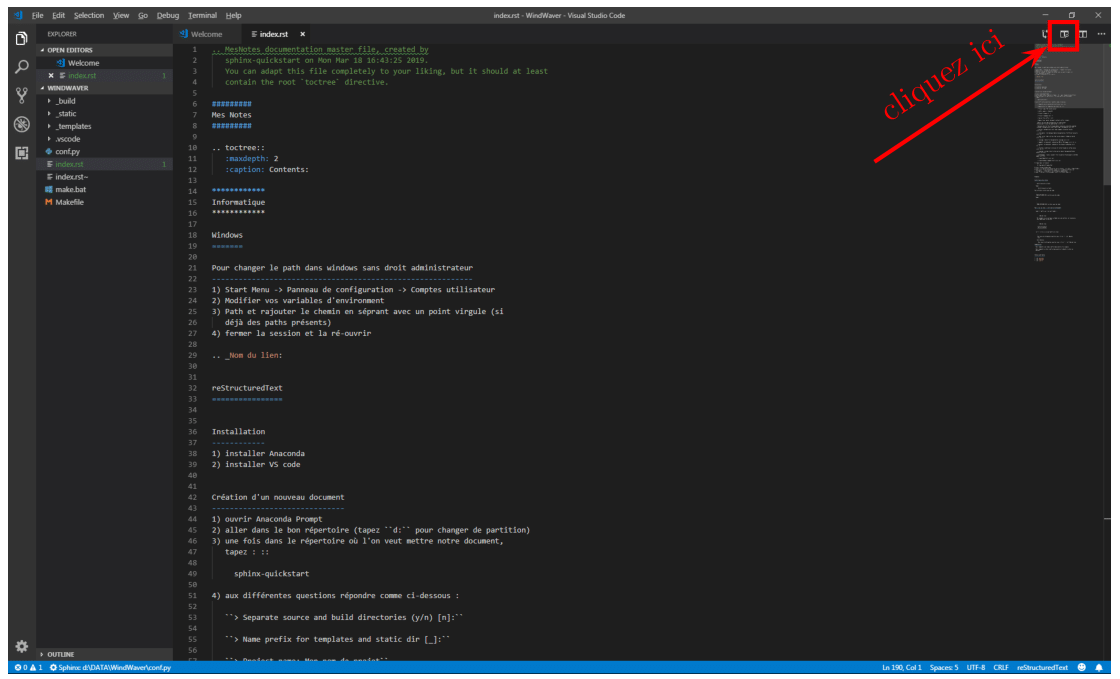 File Edit Selection View Go Debug Terminal Help
index.rst - WindWaver - Visual Studio Code
EXPLORER
OPEN EDITORS
Welcome
index.rst 1
WINDWAVER
_build
_static
_templates
.vscode
conf.py
index.rst 1
index.rst~
make.bat
Makefile
OUTLINE
Welcome
index.rst
cliquez ici
1 .. MesNotes documentation master file, created by
2 sphinx-quickstart on Mon Mar 18 16:43:25 2019.
3 You can adapt this file completely to your liking, but it should at least
4 contain the root `toctree` directive.
5
6 #########
7 Mes Notes
8 #########
9
10 .. toctree::
11 :maxdepth: 2
12 :caption: Contents:
13
14 ************
15 Informatique
16 ************
17
18 Windows
19 =======
20
21 Pour changer le path dans windows sans droit administrateur
22 -----------------------------------------------------------
23 1) Start Menu -> Panneau de configuration -> Comptes utilisateur
24 2) Modifier vos variables d'environment
25 3) Path et rajouter le chemin en séprant avec un point virgule (si
26 déjà des paths présents)
27 4) fermer la session et la ré-ouvrir
28
29 .. _Nom du lien:
30
31
32 reStructuredText
33 ================
34
35
36 Installation
37 ------------
38 1) installer Anaconda
39 2) installer VS code
40
41
42 Création d'un nouveau document
43 ------------------------------
44 1) ouvrir Anaconda Prompt
45 2) aller dans le bon répertoire (tapez ``d:`` pour changer de partition)
46 3) une fois dans le répertoire où l'on veut mettre notre document,
47 tapez : ::
48
49 sphinx-quickstart
50
51 4) aux différentes questions répondre comme ci-dessous :
52
53 ``> Separate source and build directories (y/n) [n]:``
54
55 ``> Name prefix for templates and static dir [_]:``
56
57 ``> Project name: Mon nom de projet``
0 1 Sphinx: d:\DATA\WindWaver\conf.py
Ln 190, Col 1 Spaces: 5 UTF-8 CRLF reStructuredText